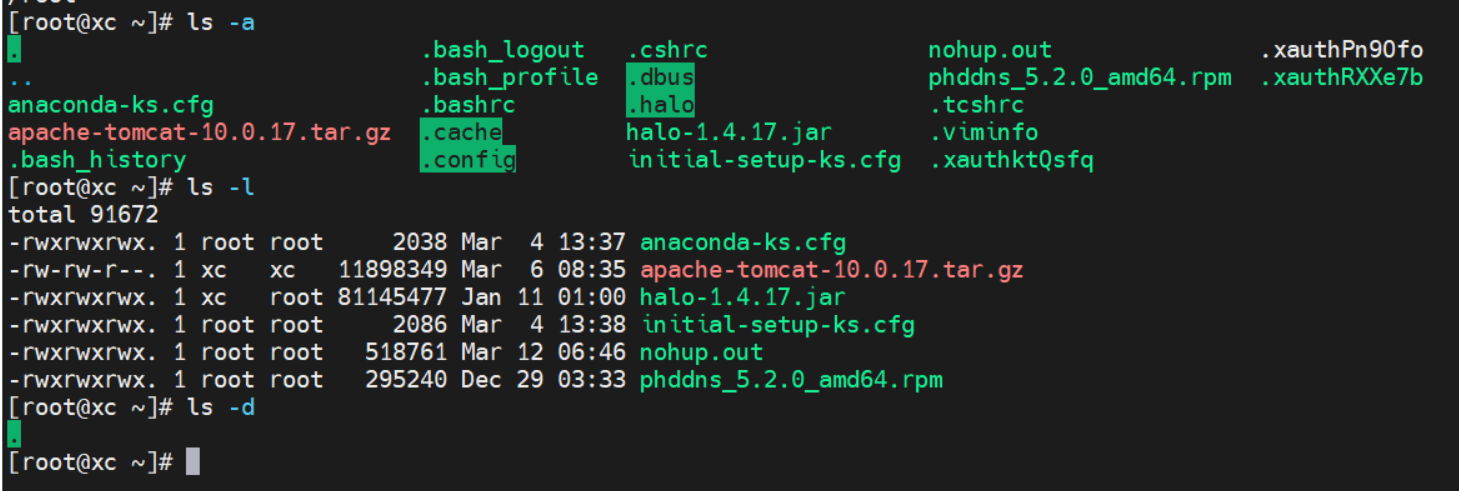 [root@xc ~]# ls -a
.                             .bash_logout   .cshrc                nohup.out                .xauthPn9Ofo
..                            .bash_profile  .dbus                 phddns_5.2.0_amd64.rpm  .xauthRXXe7b
anaconda-ks.cfg               .bashrc        .halo                 .tcshrc
apache-tomcat-10.0.17.tar.gz  .cache         halo-1.4.17.jar       .viminfo
.bash_history                 .config        initial-setup-ks.cfg  .xauthktQsfq
[root@xc ~]# ls -l
total 91672
-rwxrwxrwx. 1 root root     2038 Mar  4 13:37 anaconda-ks.cfg
-rw-rw-r--. 1 xc   xc   11898349 Mar  6 08:35 apache-tomcat-10.0.17.tar.gz
-rwxrwxrwx. 1 xc   root 81145477 Jan 11 01:00 halo-1.4.17.jar
-rwxrwxrwx. 1 root root     2086 Mar  4 13:38 initial-setup-ks.cfg
-rwxrwxrwx. 1 root root   518761 Mar 12 06:46 nohup.out
-rwxrwxrwx. 1 root root   295240 Dec 29 03:33 phddns_5.2.0_amd64.rpm
[root@xc ~]# ls -d
.
[root@xc ~]#